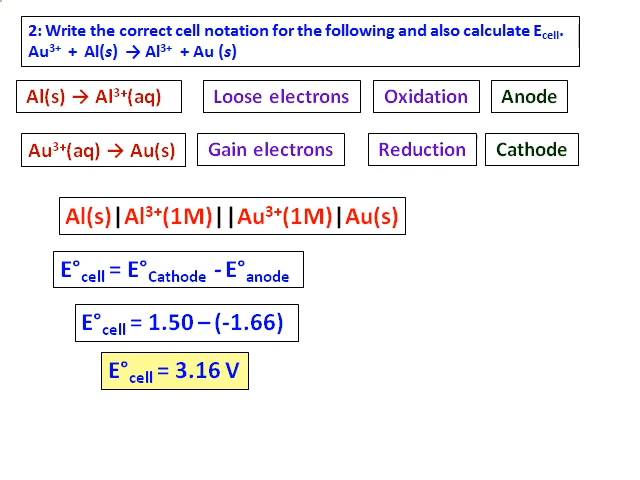 2: Write the correct cell notation for the following and also calculate E_cell.
Au³⁺ + Al(s) → Al³⁺ + Au (s)
Al(s) → Al³⁺(aq) Loose electrons Oxidation Anode
Au³⁺(aq) → Au(s) Gain electrons Reduction Cathode
Al(s)|Al³⁺(1M)||Au³⁺(1M)|Au(s)
E°cell = E°Cathode - E°anode
E°cell = 1.50 – (-1.66)
E°cell = 3.16 V